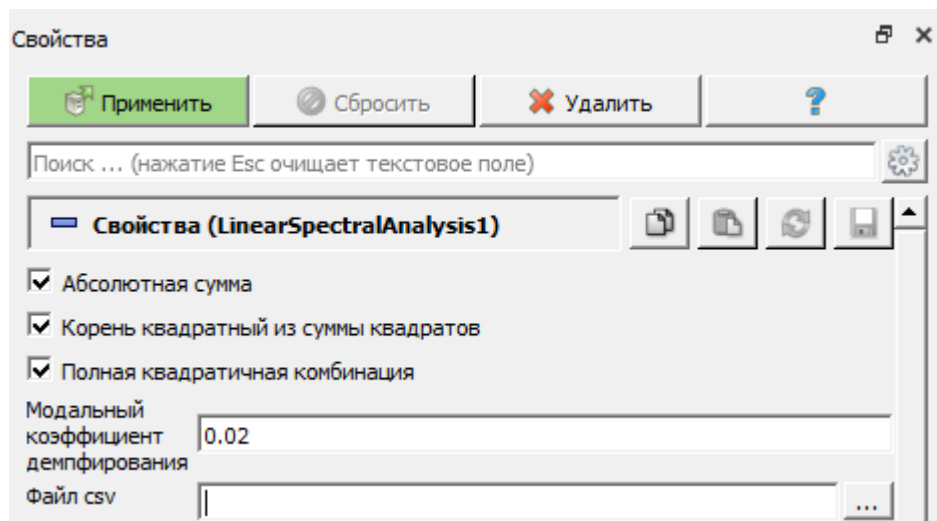 Свойства
Применить Сбросить Удалить ?
Поиск ... (нажатие Esc очищает текстовое поле)
Свойства (LinearSpectralAnalysis1)
Абсолютная сумма
Корень квадратный из суммы квадратов
Полная квадратичная комбинация
Модальный
коэффициент
демпфирования
0.02
Файл csv
...